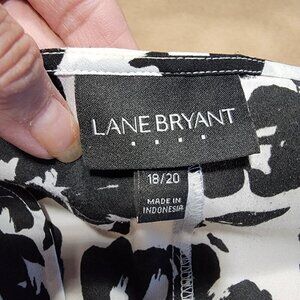 LANE BRYANT
18/20
MADE IN
INDONESIA